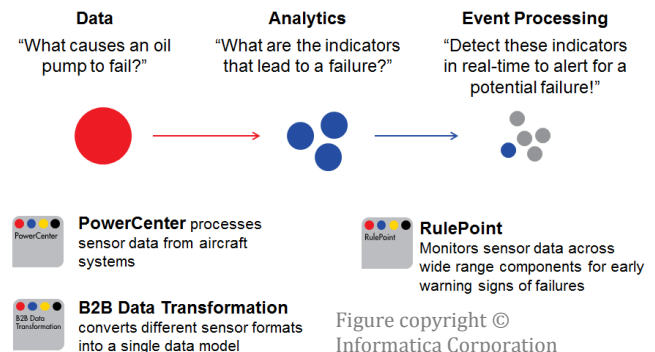 Data
Analytics
Event Processing
“What causes an oil
pump to fail?”
“What are the indicators
that lead to a failure?”
“Detect these indicators
in real-time to alert for a
potential failure!”
PowerCenter
PowerCenter processes
sensor data from aircraft
systems
RulePoint
RulePoint
Monitors sensor data across
wide range components for early
warning signs of failures
B2B Data
Transformation
B2B Data Transformation
converts different sensor formats
into a single data model
Figure copyright ©
Informatica Corporation